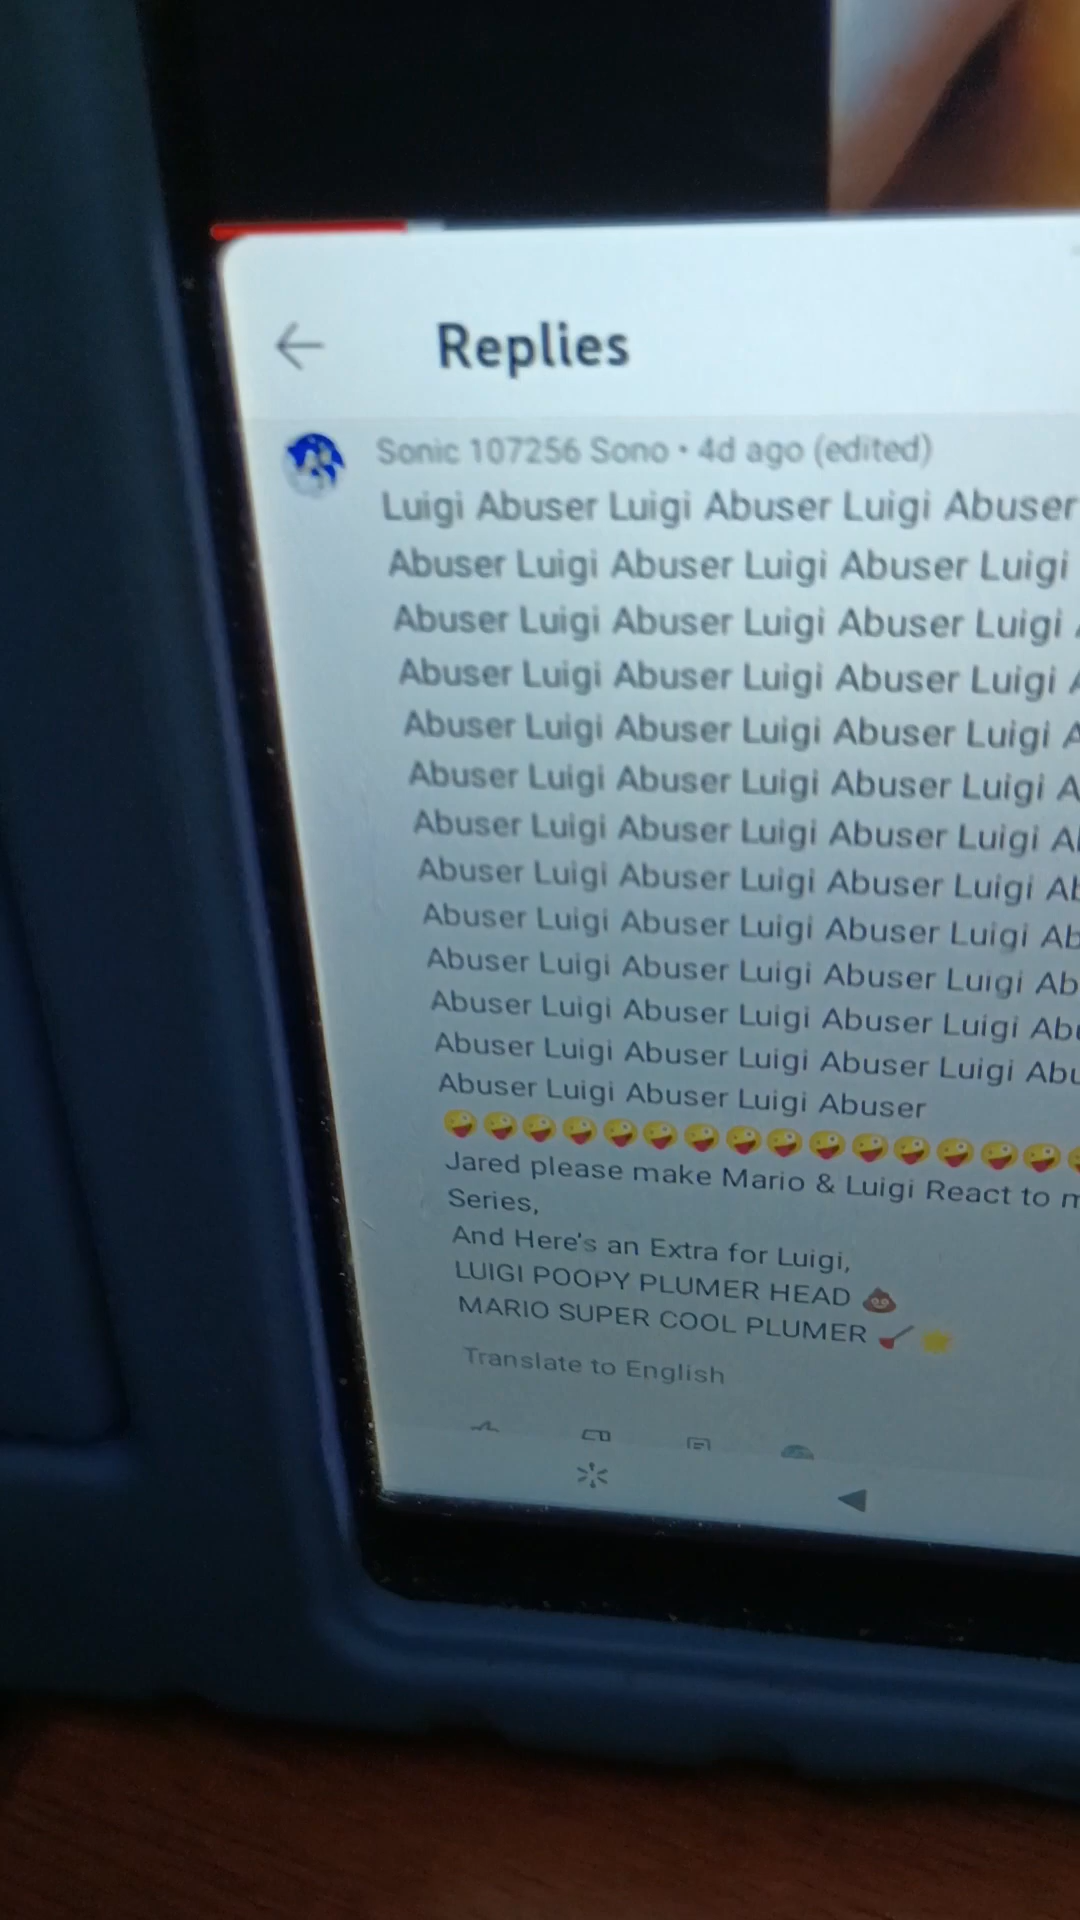 Replies
Sonic 107256 Sono • 4d ago (edited)
Luigi Abuser Luigi Abuser Luigi Abuser
Abuser Luigi Abuser Luigi Abuser Luigi
Abuser Luigi Abuser Luigi Abuser Luigi
Abuser Luigi Abuser Luigi Abuser Luigi
Abuser Luigi Abuser Luigi Abuser Luigi
Abuser Luigi Abuser Luigi Abuser Luigi
Abuser Luigi Abuser Luigi Abuser Luigi
Abuser Luigi Abuser Luigi Abuser Luigi
Abuser Luigi Abuser Luigi Abuser Luigi
Abuser Luigi Abuser Luigi Abuser Luigi
Abuser Luigi Abuser Luigi Abuser Luigi
Abuser Luigi Abuser Luigi Abuser Luigi
Abuser Luigi Abuser Luigi Abuser
🤪🤪🤪🤪🤪🤪🤪🤪🤪🤪🤪🤪🤪🤪🤪
Jared please make Mario & Luigi React to
Series,
And Here's an Extra for Luigi,
LUIGI POOPY PLUMER HEAD 💩
MARIO SUPER COOL PLUMER 🪠⭐
Translate to English